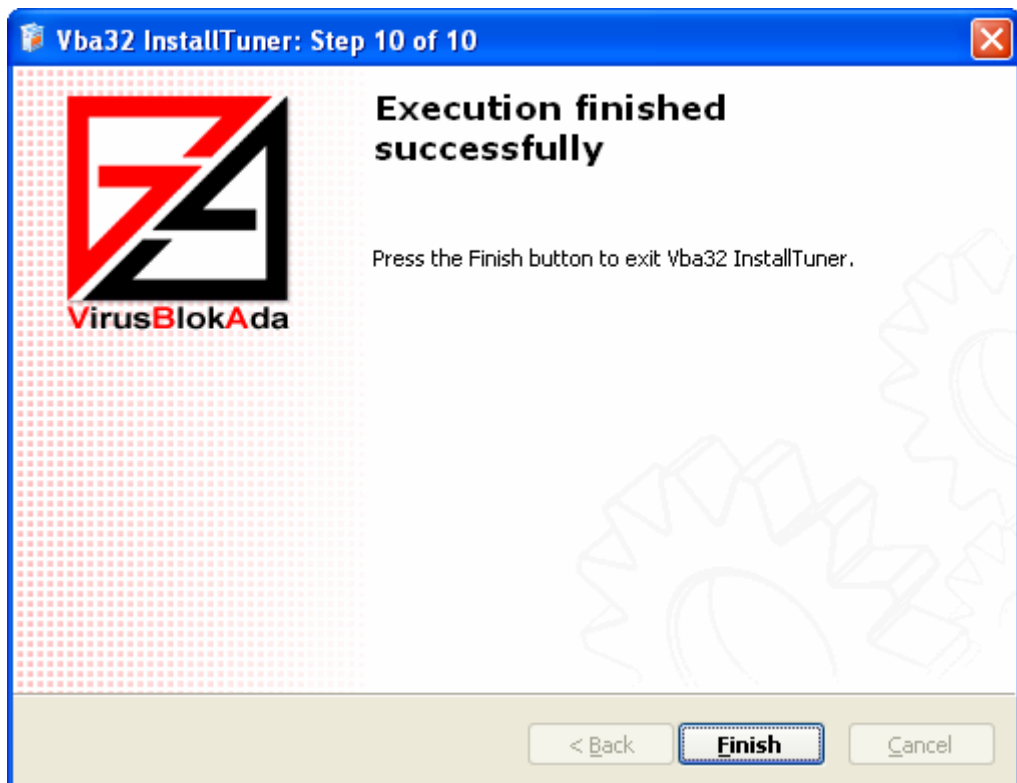 Vba32 InstallTuner: Step 10 of 10
Execution finished
successfully
Press the Finish button to exit Vba32 InstallTuner.
VirusBlokAda
< Back
Finish
Cancel